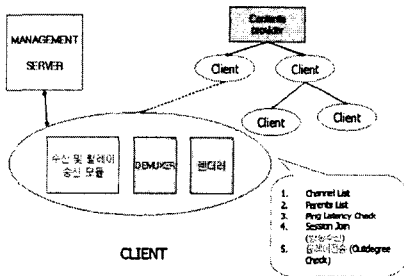 Contents
provider
MANAGEMENT
SERVER
Client
Client
Client
Client
수신 및 릴레이
송신 모듈
DEMUXER
렌더러
CLIENT
1. Channel List
2. Parents List
3. Ping Latency Check
4. Session Join
5. (Outdegree
Check)